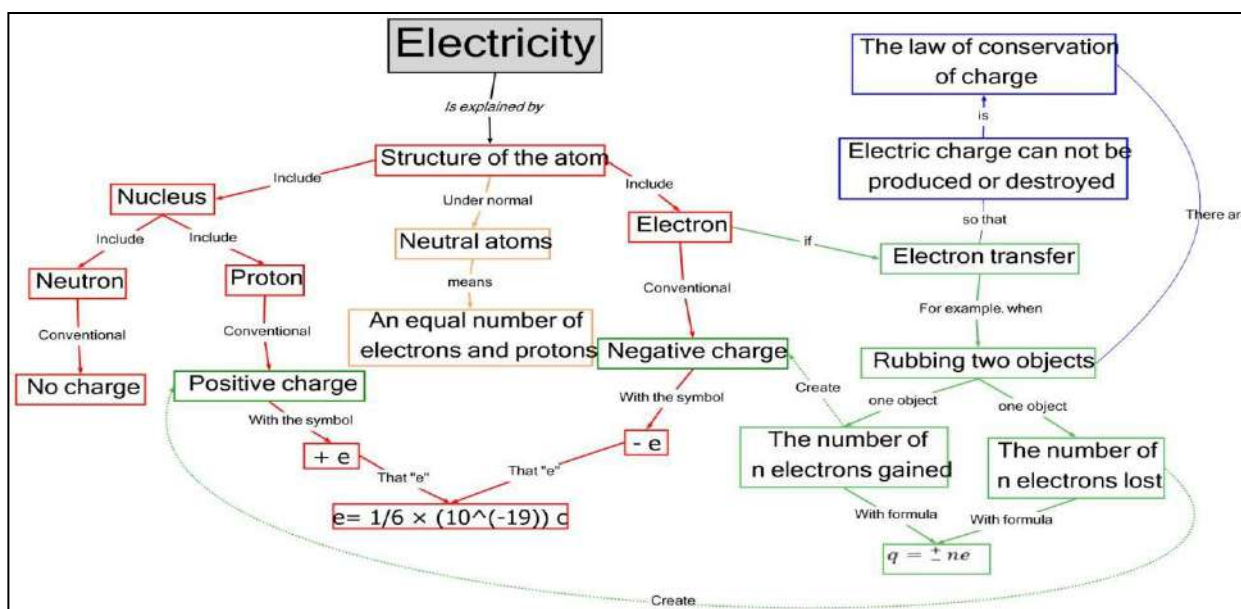 Electricity
The law of conservation
of charge
Is explained by
is
Structure of the atom
Electric charge can not be
produced or destroyed
Include
Include
Nucleus
Under normal
so that
There are
Include
Include
Neutral atoms
Electron
if
Electron transfer
Neutron
Proton
means
Conventional
For example. when
Conventional
Conventional
An equal number of
electrons and protons
Negative charge
Rubbing two objects
No charge
Positive charge
Create
one object
one object
With the symbol
With the symbol
+ e
- e
The number of
n electrons gained
The number of
n electrons lost
That "e"
That "e"
e= 1/6 × (10^(-19)) c
With formula
With formula
q = ± ne
Create